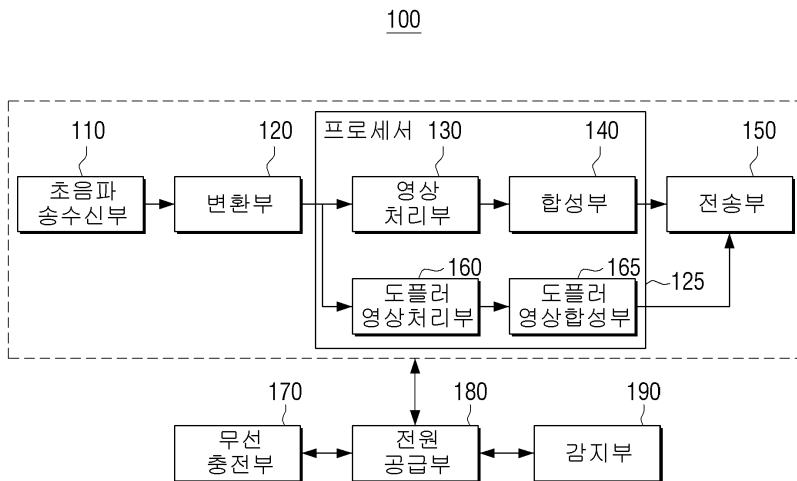 100
110
120
프로세서
130
140
150
초음파
송수신부
변환부
영상
처리부
합성부
전송부
160
165
125
도플러
영상처리부
도플러
영상합성부
170
180
190
무선
충전부
전원
공급부
감지부